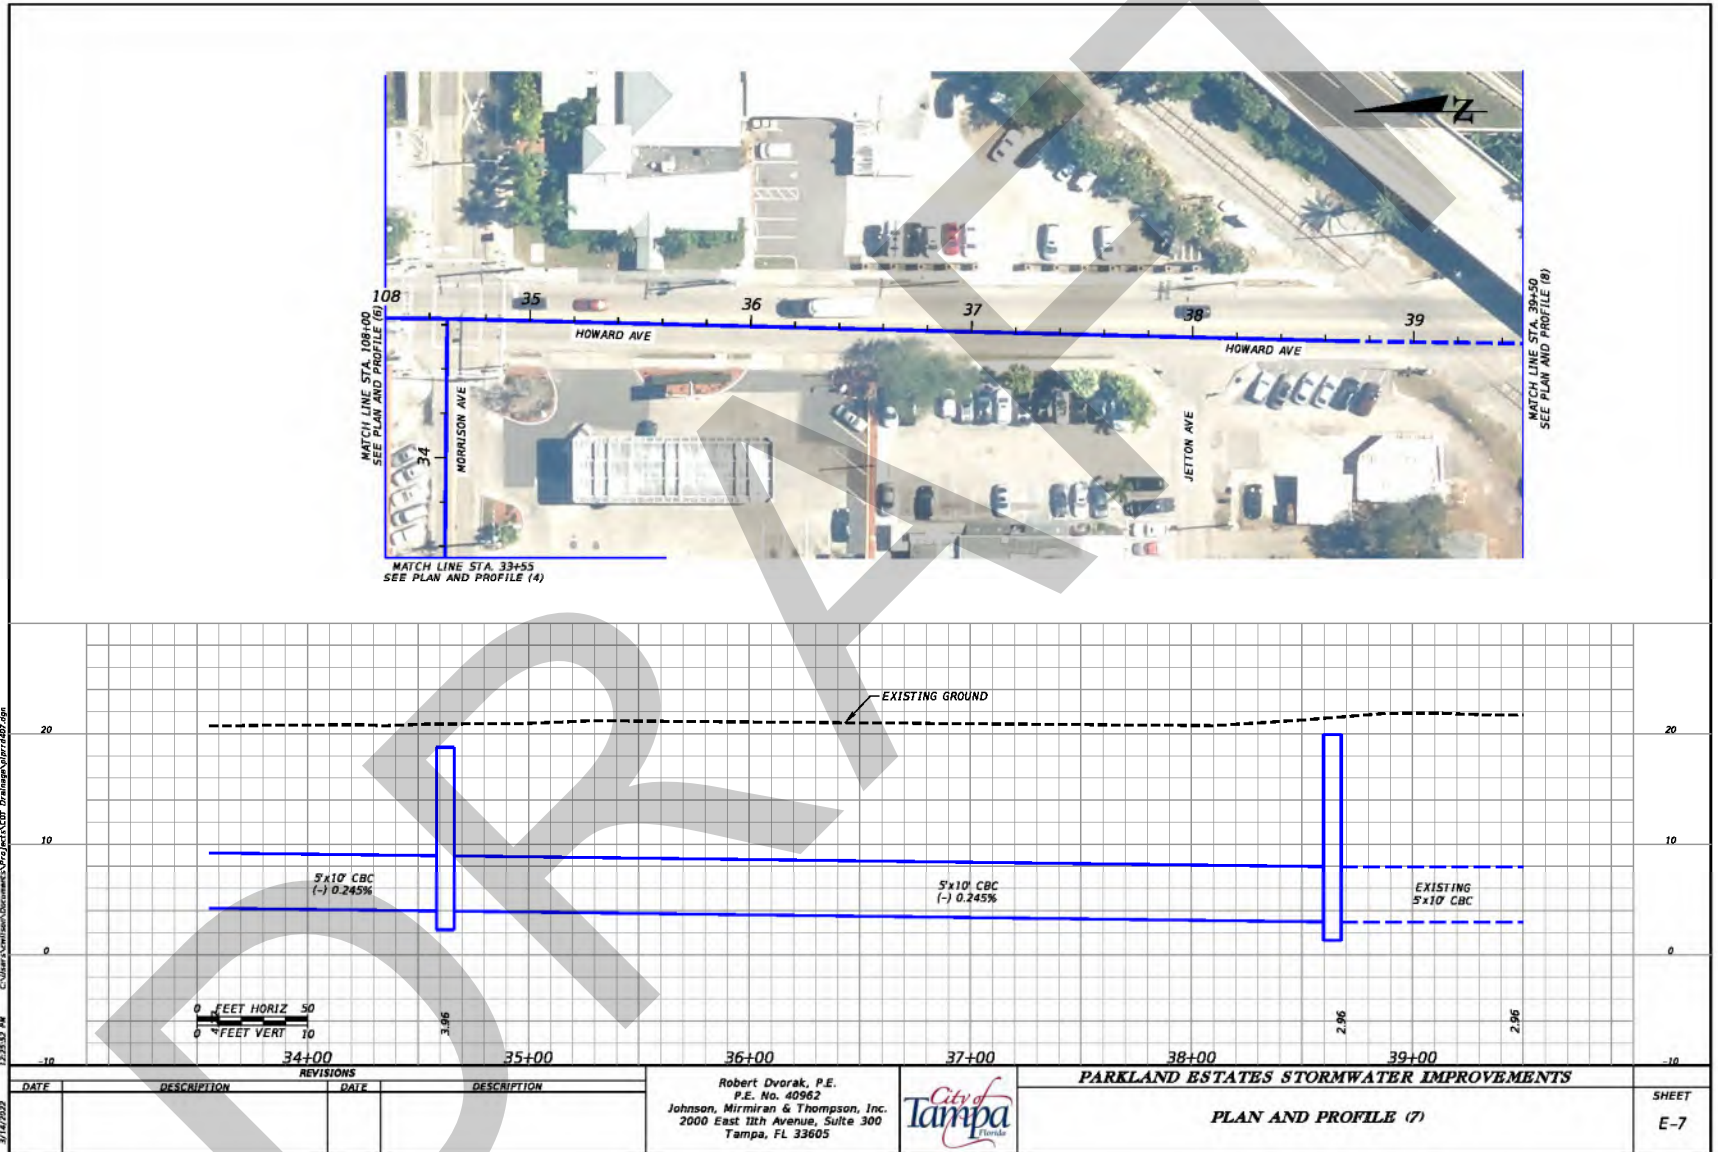 Z
108
35
36
37
38
39
HOWARD AVE
HOWARD AVE
MATCH LINE STA. 108+00
SEE PLAN AND PROFILE (6)
34
MORRISON AVE
JETTON AVE
MATCH LINE STA. 39+50
SEE PLAN AND PROFILE (8)
MATCH LINE STA. 33+55
SEE PLAN AND PROFILE (4)
DRAFT
EXISTING GROUND
20
20
10
10
0
0
-10
-10
5'x10' CBC
(-) 0.245%
5'x10' CBC
(-) 0.245%
EXISTING
5'x10' CBC
0 FEET HORIZ 50
0 FEET VERT 10
3.96
2.96
2.96
34+00
35+00
36+00
37+00
38+00
39+00
REVISIONS
DATE DESCRIPTION DATE DESCRIPTION
Robert Dvorak, P.E.
P.E. No. 40962
Johnson, Mirmiran & Thompson, Inc.
2000 East 11th Avenue, Suite 300
Tampa, FL 33605
City of
Tampa
Florida
PARKLAND ESTATES STORMWATER IMPROVEMENTS
PLAN AND PROFILE (7)
SHEET
E-7
3/14/2022